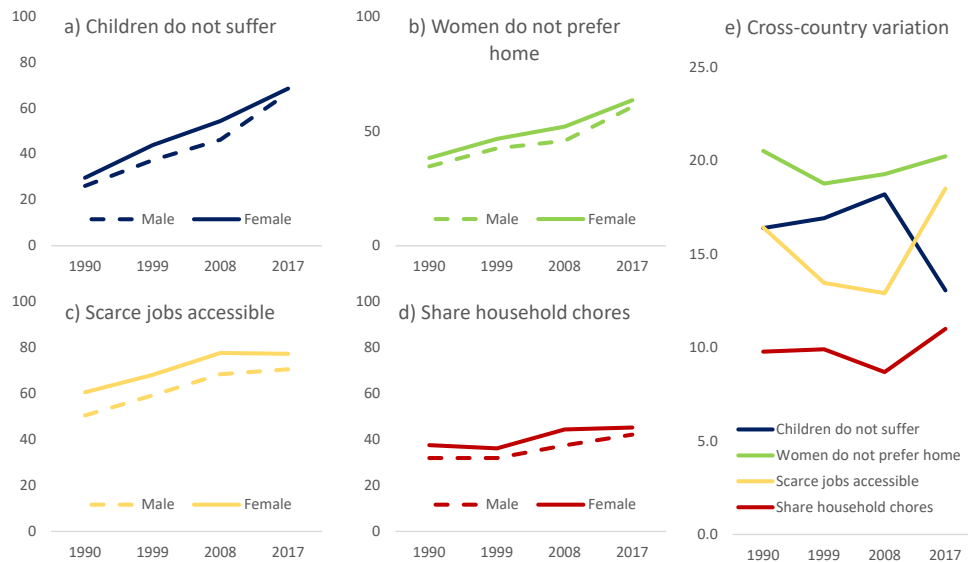 a) Children do not suffer
100
80
60
40
20
0
Male
Female
1990
1999
2008
2017
b) Women do not prefer
home
100
50
0
Male
Female
1990
1999
2008
2017
c) Scarce jobs accessible
100
80
60
40
20
0
Male
Female
1990
1999
2008
2017
d) Share household chores
100
80
60
40
20
0
Male
Female
1990
1999
2008
2017
e) Cross-country variation
25.0
20.0
15.0
10.0
5.0
0.0
Children do not suffer
Women do not prefer home
Scarce jobs accessible
Share household chores
1990
1999
2008
2017